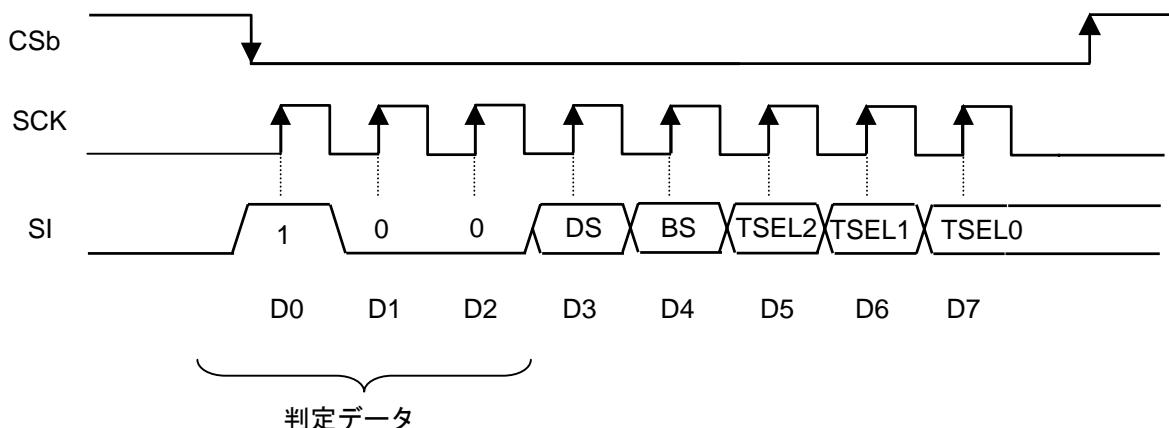 CSb
SCK
SI 1 0 0 DS BS TSEL2 TSEL1 TSEL0
D0 D1 D2 D3 D4 D5 D6 D7
判定データ